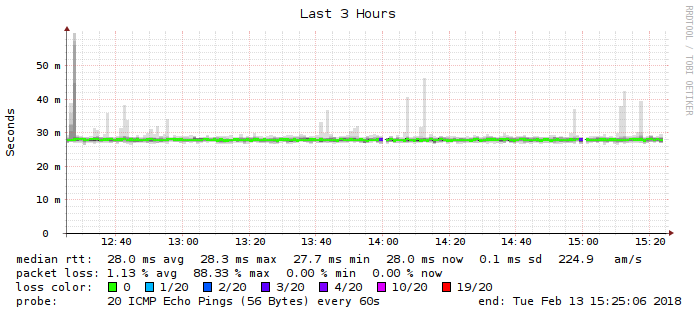 Last 3 Hours
RRDTOOL / TOBI OETIKER
Seconds
50 m
40 m
30 m
20 m
10 m
0
12:40 13:00 13:20 13:40 14:00 14:20 14:40 15:00 15:20
median rtt: 28.0 ms avg 28.3 ms max 27.7 ms min 28.0 ms now 0.1 ms sd 224.9 am/s
packet loss: 1.13 % avg 88.33 % max 0.00 % min 0.00 % now
loss color: 0 1/20 2/20 3/20 4/20 10/20 19/20
probe: 20 ICMP Echo Pings (56 Bytes) every 60s end: Tue Feb 13 15:25:06 2018